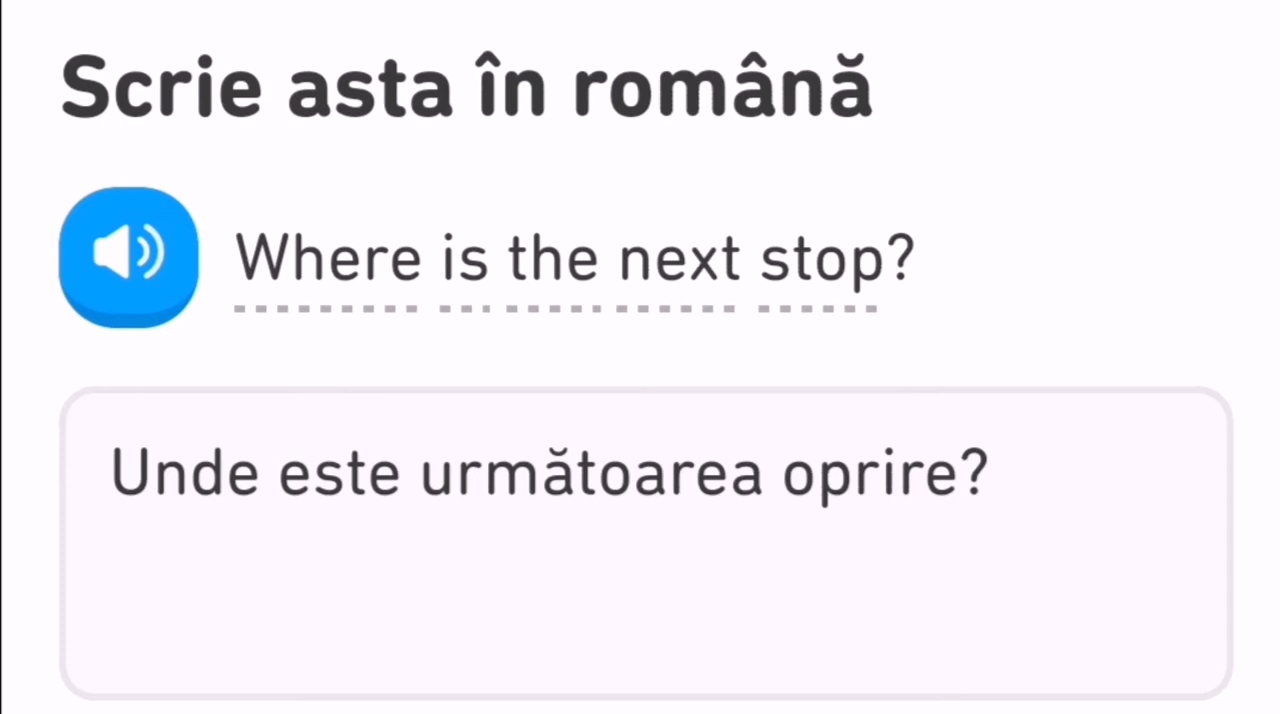 Scrie asta în română
Where is the next stop?
Unde este următoarea oprire?